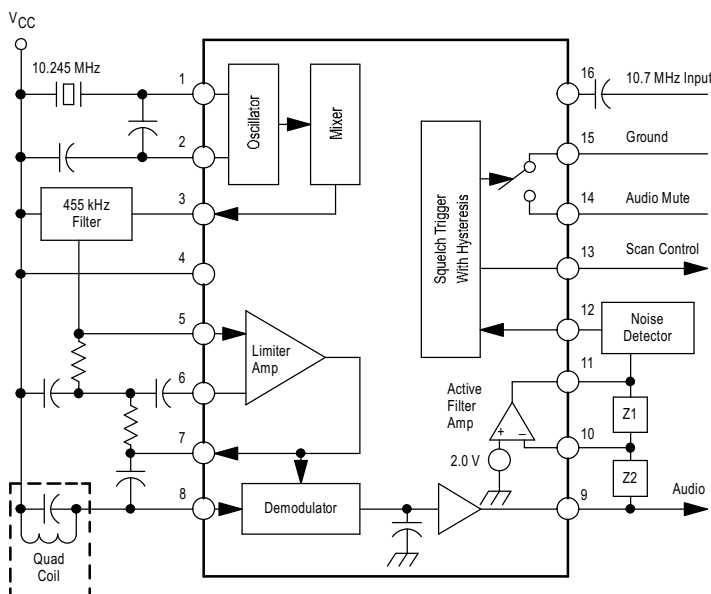 VCC
10.245 MHz
1
2
3
4
5
6
7
8
455 kHz
Filter
Quad
Coil
Oscillator
Mixer
Limiter
Amp
Demodulator
Squelch Trigger
With Hysteresis
Active
Filter
Amp
+
–
2.0 V
16
10.7 MHz Input
15
Ground
14
Audio Mute
13
Scan Control
12
Noise
Detector
11
Z1
10
Z2
9
Audio